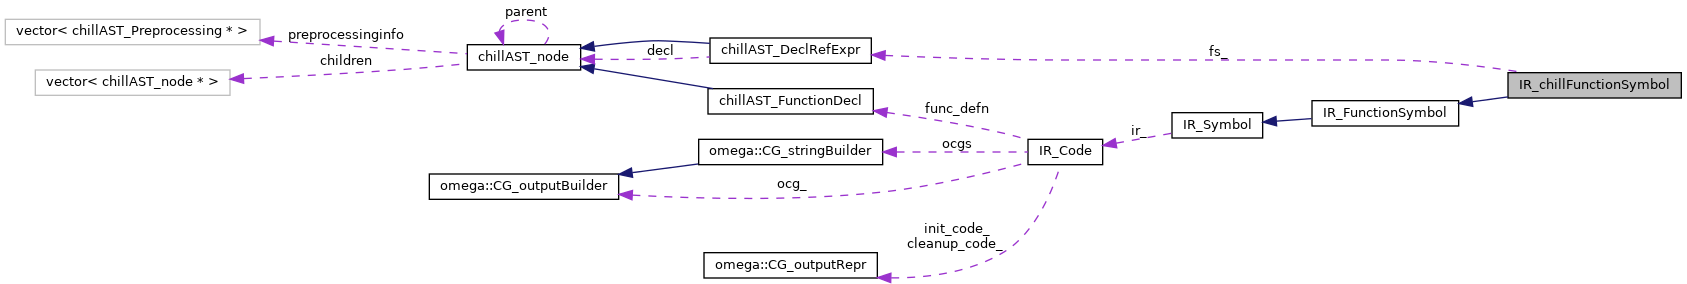 parent
vector< chillAST_Preprocessing * >
preprocessinginfo
chillAST_node
decl
chillAST_DeclRefExpr
fs_
children
vector< chillAST_node * >
IR_chillFunctionSymbol
chillAST_FunctionDecl
func_defn
IR_FunctionSymbol
IR_Symbol
ir_
IR_Code
omega::CG_stringBuilder
ocgs
omega::CG_outputBuilder
ocg_
init_code_
cleanup_code_
omega::CG_outputRepr